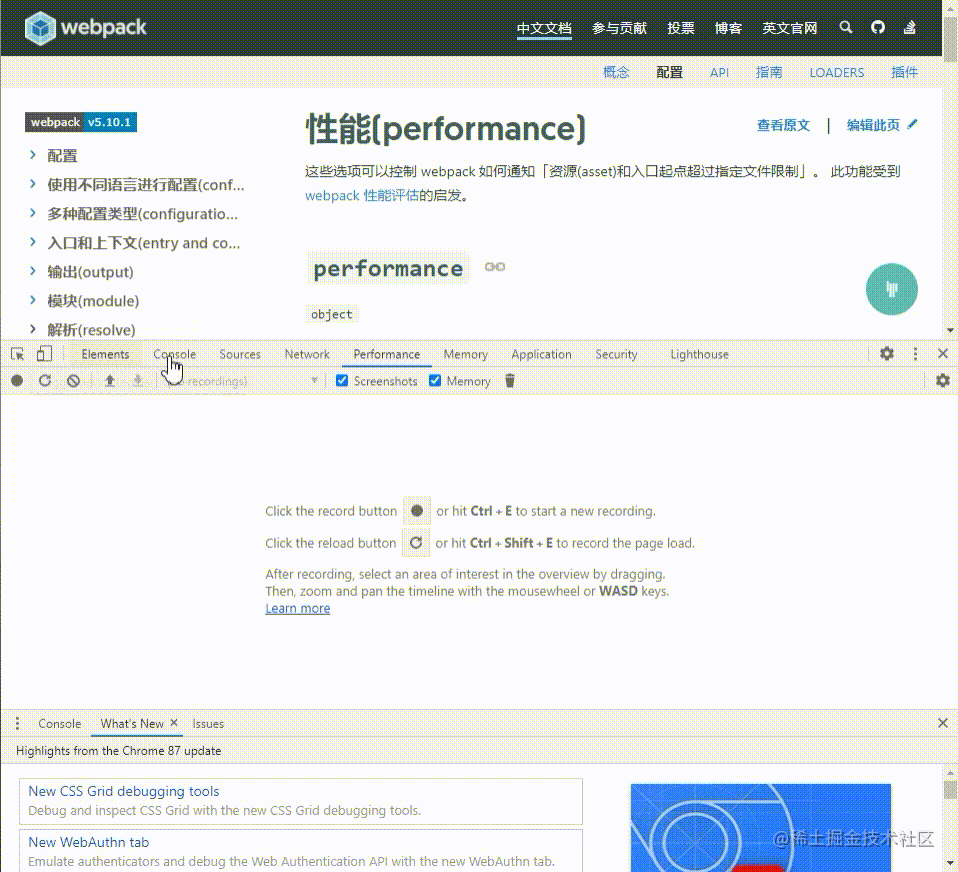 webpack
中文文档 参与贡献 投票 博客 英文官网
概念 配置 API 指南 LOADERS 插件
webpack v5.10.1
配置
使用不同语言进行配置(conf...
多种配置类型(configuratio...
入口和上下文(entry and co...
输出(output)
模块(module)
解析(resolve)
性能(performance)
查看原文 | 编辑此页
这些选项可以控制 webpack 如何通知「资源(asset)和入口起点超过指定文件限制」。 此功能受到
webpack 性能评估的启发。
performance
object
Elements Console Sources Network Performance Memory Application Security Lighthouse
recordings) Screenshots Memory
Click the record button or hit Ctrl + E to start a new recording.
Click the reload button or hit Ctrl + Shift + E to record the page load.
After recording, select an area of interest in the overview by dragging.
Then, zoom and pan the timeline with the mousewheel or WASD keys.
Learn more
Console What's New Issues
Highlights from the Chrome 87 update
New CSS Grid debugging tools
Debug and inspect CSS Grid with the new CSS Grid debugging tools.
New WebAuthn tab
Emulate authenticators and debug the Web Authentication API with the new WebAuthn tab.
@稀土掘金技术社区